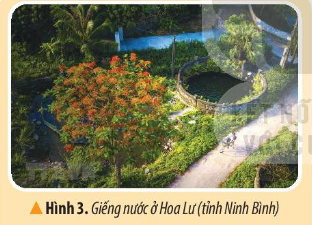 ▲ Hình 3. Giếng nước ở Hoa Lư (tỉnh Ninh Bình)